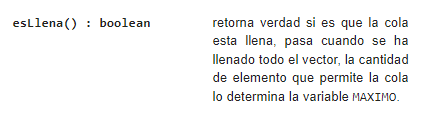 esLlena() : boolean
retorna verdad si es que la cola
esta llena, pasa cuando se ha
llenado todo el vector, la cantidad
de elemento que permite la cola
lo determina la variable MAXIMO.